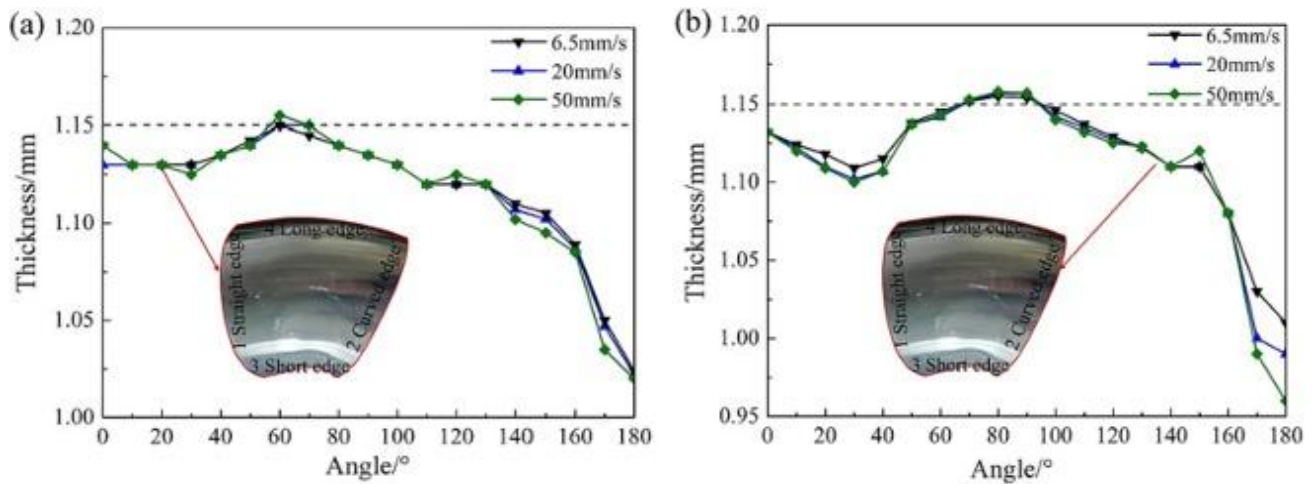 (a)
1.20
1.15
1.10
1.05
1.00
Thickness/mm
6.5mm/s
20mm/s
50mm/s
4 Long edge
1 Straight edge
2 Curved edge
3 Short edge
0 20 40 60 80 100 120 140 160 180
Angle/°
(b)
1.20
1.15
1.10
1.05
1.00
0.95
Thickness/mm
6.5mm/s
20mm/s
50mm/s
4 Long edge
1 Straight edge
2 Curved edge
3 Short edge
0 20 40 60 80 100 120 140 160 180
Angle/°